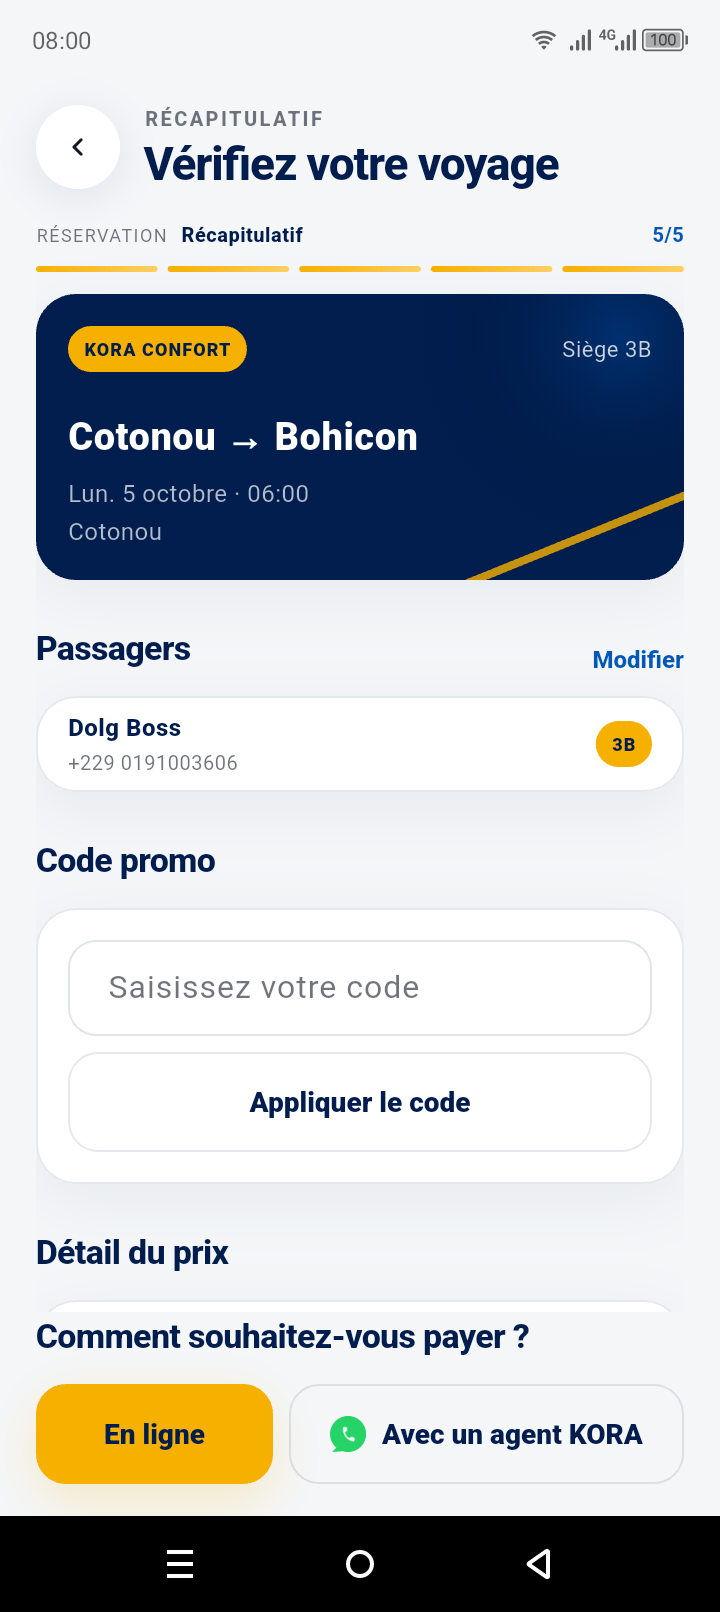 08:00
4G
100
RÉCAPITULATIF
Vérifiez votre voyage
RÉSERVATION Récapitulatif 5/5
KORA CONFORT
Siège 3B
Cotonou → Bohicon
Lun. 5 octobre · 06:00
Cotonou
Passagers
Modifier
Dolg Boss
+229 0191003606
3B
Code promo
Saisissez votre code
Appliquer le code
Détail du prix
Comment souhaitez-vous payer ?
En ligne
Avec un agent KORA